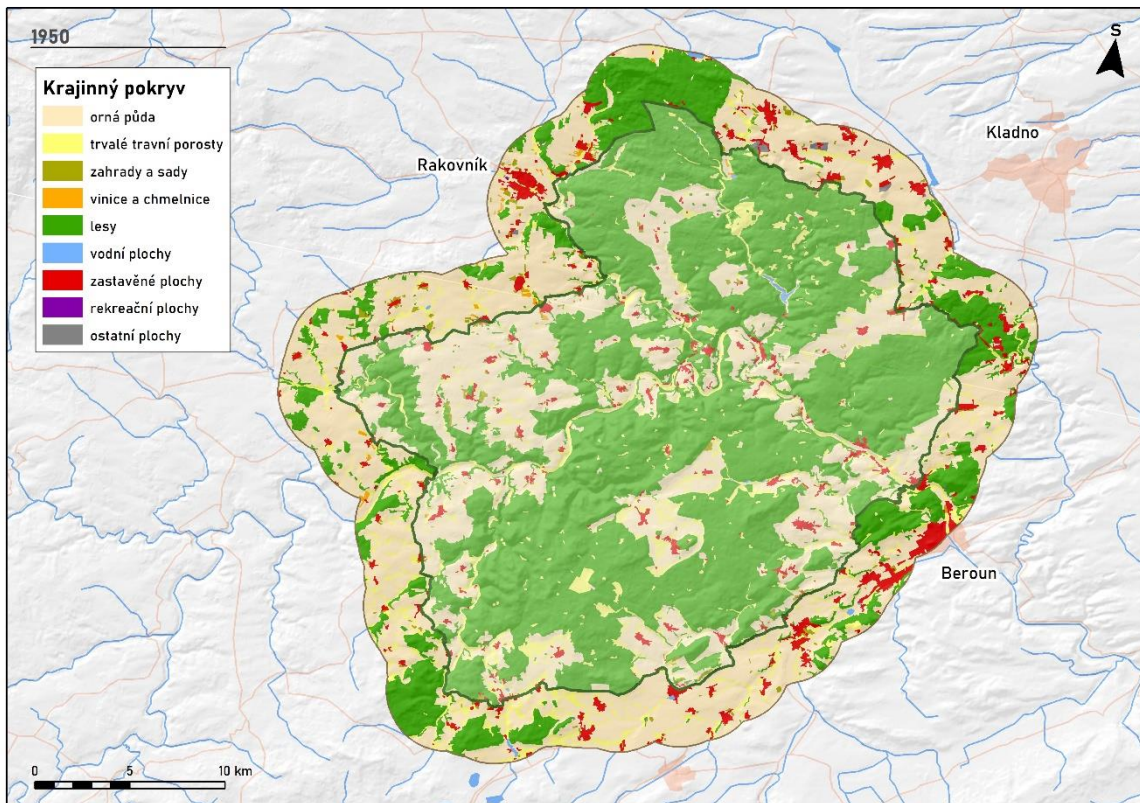 1950
S
Krajinný pokryv
orná půda
trvalé travní porosty
zahrady a sady
vinice a chmelnice
lesy
vodní plochy
zastavěné plochy
rekreační plochy
ostatní plochy
Kladno
Rakovník
Beroun
0 5 10 km